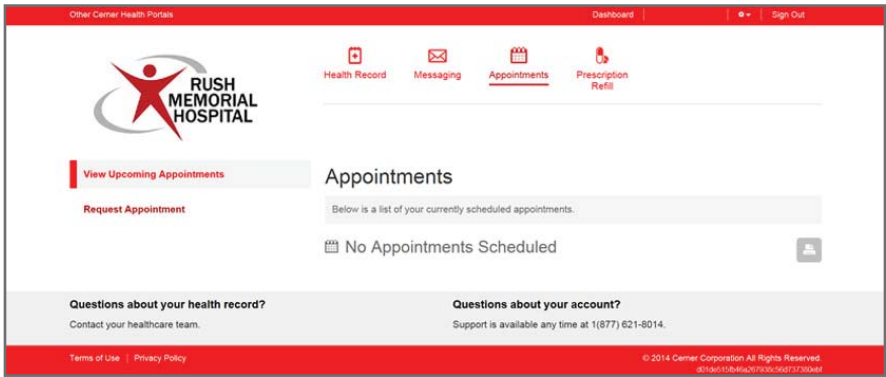 Other Cerner Health Portals
Dashboard
Sign Out
Health Record
Messaging
Appointments
Prescription
Refill
RUSH
MEMORIAL
HOSPITAL
View Upcoming Appointments
Request Appointment
Appointments
Below is a list of your currently scheduled appointments.
No Appointments Scheduled
Questions about your health record?
Contact your healthcare team.
Questions about your account?
Support is available any time at 1(877) 621-8014.
Terms of Use | Privacy Policy
© 2014 Cerner Corporation All Rights Reserved.